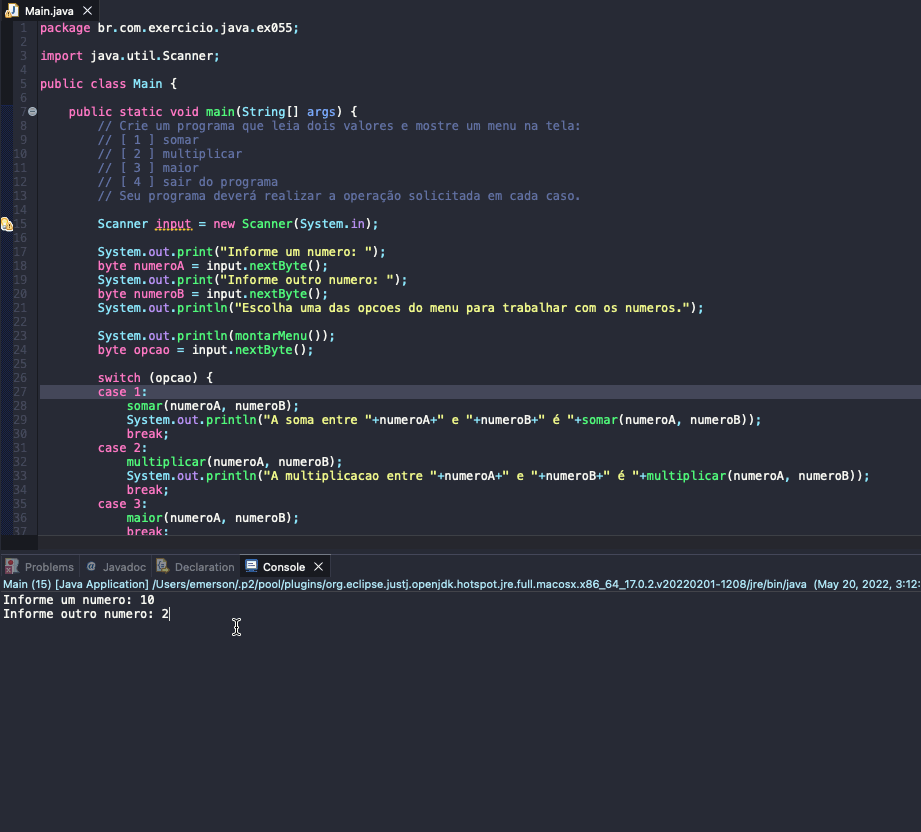 Main.java
1 package br.com.exercicio.java.ex055;
2
3 import java.util.Scanner;
4
5 public class Main {
6
7 public static void main(String[] args) {
8 // Crie um programa que leia dois valores e mostre um menu na tela:
9 // [ 1 ] somar
10 // [ 2 ] multiplicar
11 // [ 3 ] maior
12 // [ 4 ] sair do programa
13 // Seu programa deverá realizar a operação solicitada em cada caso.
14
15 Scanner input = new Scanner(System.in);
16
17 System.out.print("Informe um numero: ");
18 byte numeroA = input.nextByte();
19 System.out.print("Informe outro numero: ");
20 byte numeroB = input.nextByte();
21 System.out.println("Escolha uma das opcoes do menu para trabalhar com os numeros.");
22
23 System.out.println(montarMenu());
24 byte opcao = input.nextByte();
25
26 switch (opcao) {
27 case 1:
28 somar(numeroA, numeroB);
29 System.out.println("A soma entre "+numeroA+" e "+numeroB+" é "+somar(numeroA, numeroB));
30 break;
31 case 2:
32 multiplicar(numeroA, numeroB);
33 System.out.println("A multiplicacao entre "+numeroA+" e "+numeroB+" é "+multiplicar(numeroA, numeroB));
34 break;
35 case 3:
36 maior(numeroA, numeroB);
37 break;
Problems @ Javadoc Declaration Console
Main (15) [Java Application] /Users/emerson/.p2/pool/plugins/org.eclipse.justj.openjdk.hotspot.jre.full.macosx.x86_64_17.0.2.v20220201-1208/jre/bin/java (May 20, 2022, 3:12:
Informe um numero: 10
Informe outro numero: 2